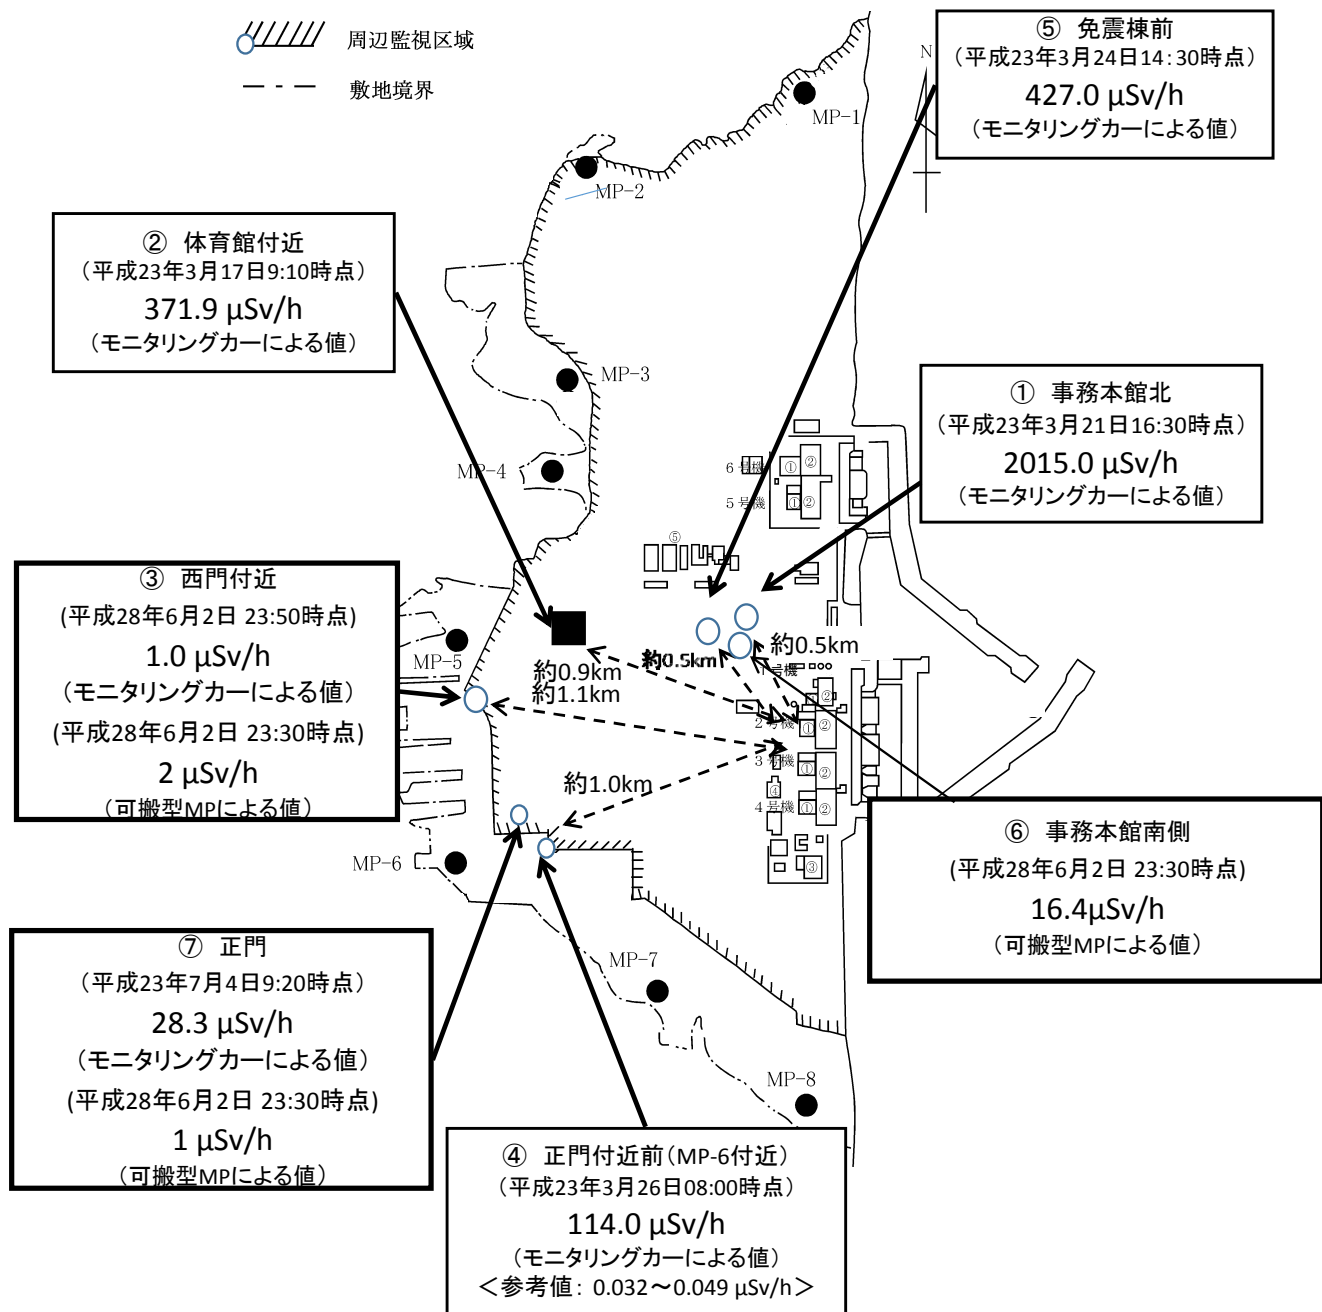 周辺監視区域
敷地境界
⑤ 免震棟前
（平成23年3月24日14:30時点）
427.0 µSv/h
（モニタリングカーによる値）
N
MP-1
MP-2
② 体育館付近
（平成23年3月17日9:10時点）
371.9 µSv/h
（モニタリングカーによる値）
MP-3
① 事務本館北
（平成23年3月21日16:30時点）
2015.0 µSv/h
（モニタリングカーによる値）
MP-4
6号機
① ②
5号機
① ②
⑤
③ 西門付近
(平成28年6月2日 23:50時点)
1.0 µSv/h
（モニタリングカーによる値）
(平成28年6月2日 23:30時点)
2 µSv/h
（可搬型MPによる値）
MP-5
約0.9km
約1.1km
約0.5km
約0.5km
1号機
②
2号機
① ②
3号機
① ②
④
4号機
① ②
③
約1.0km
MP-6
⑥ 事務本館南側
(平成28年6月2日 23:30時点)
16.4µSv/h
（可搬型MPによる値）
⑦ 正門
（平成23年7月4日9:20時点）
28.3 µSv/h
（モニタリングカーによる値）
(平成28年6月2日 23:30時点)
1 µSv/h
（可搬型MPによる値）
MP-7
MP-8
④ 正門付近前（MP-6付近）
（平成23年3月26日08:00時点）
114.0 µSv/h
（モニタリングカーによる値）
＜参考値： 0.032～0.049 µSv/h＞